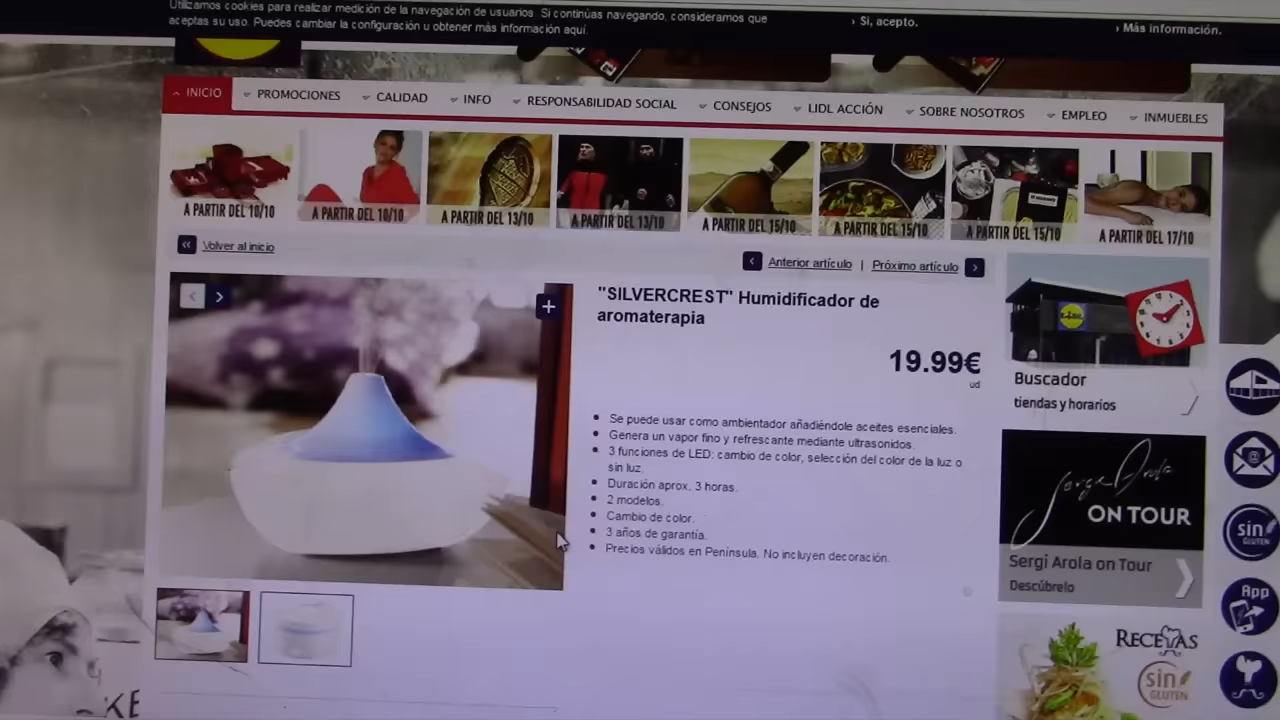 Utilizamos cookies para realizar medición de la navegación de usuarios. Si continúas navegando, consideramos que
aceptas su uso. Puedes cambiar la configuración u obtener más información aquí.
› Si, acepto.
› Más información.
INICIO
PROMOCIONES
CALIDAD
INFO
RESPONSABILIDAD SOCIAL
CONSEJOS
LIDL ACCIÓN
SOBRE NOSOTROS
EMPLEO
INMUEBLES
A PARTIR DEL 10/10
A PARTIR DEL 10/10
A PARTIR DEL 13/10
A PARTIR DEL 13/10
A PARTIR DEL 15/10
A PARTIR DEL 15/10
A PARTIR DEL 15/10
A PARTIR DEL 17/10
« Volver al inicio
Anterior artículo | Próximo artículo
"SILVERCREST" Humidificador de
aromaterapia
19.99€
ud
Se puede usar como ambientador añadiéndole aceites esenciales.
Genera un vapor fino y refrescante mediante ultrasonidos.
3 funciones de LED: cambio de color, selección del color de la luz o
sin luz.
Duración aprox. 3 horas.
2 modelos.
Cambio de color.
3 años de garantía.
Precios válidos en Península. No incluyen decoración.
LIDL
Buscador
tiendas y horarios
Sergi Arola
ON TOUR
Sergi Arola on Tour
Descúbrelo
RECETAS
sin
GLUTEN
sin
GLUTEN
App
KE